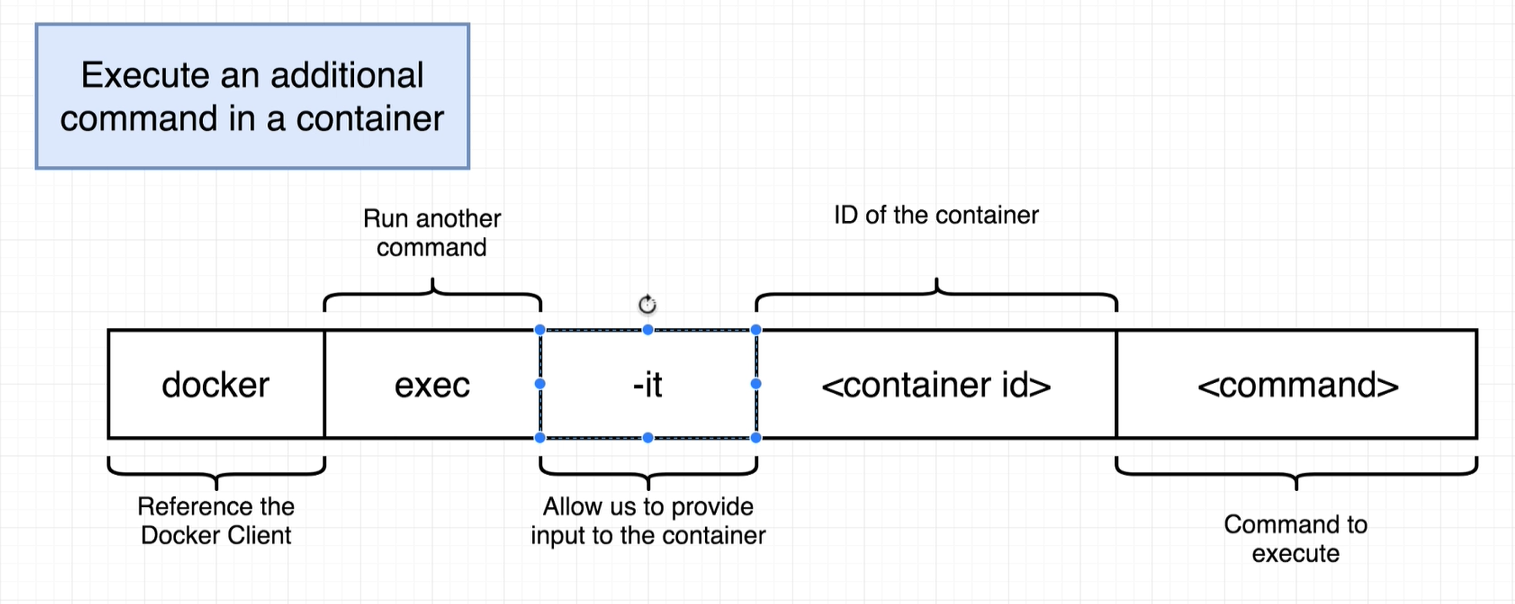 Execute an additional
command in a container
Run another
command
ID of the container
docker
exec
-it
<container id>
<command>
Reference the
Docker Client
Allow us to provide
input to the container
Command to
execute